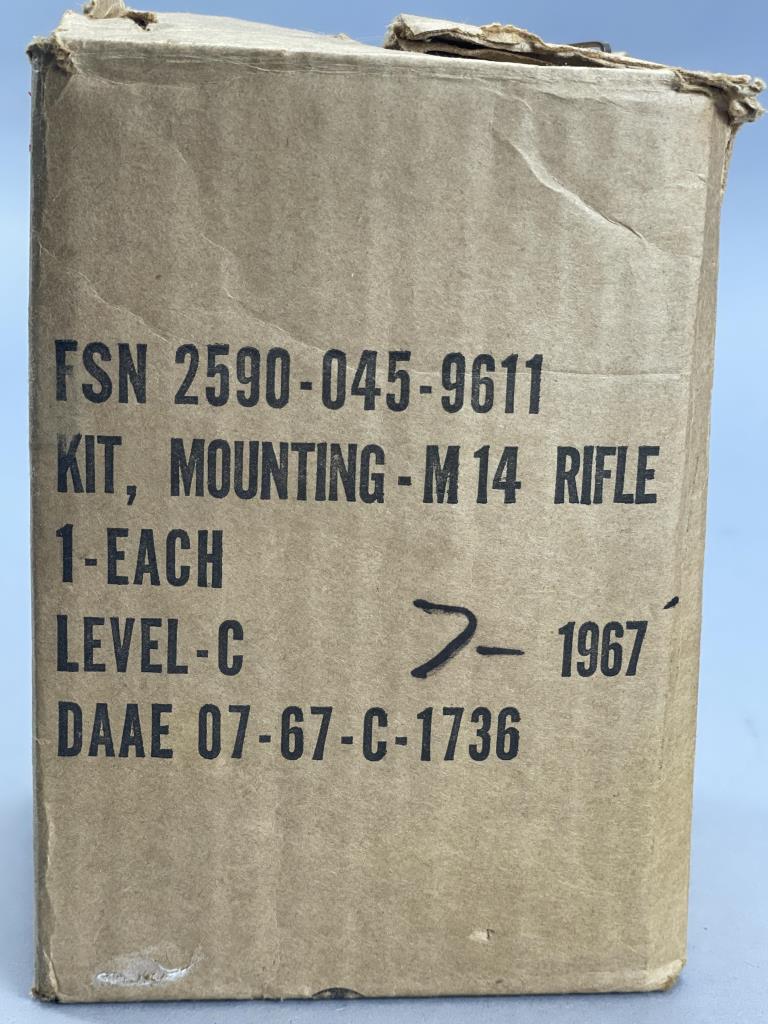 FSN 2590-045-9611
KIT, MOUNTING-M14 RIFLE
1-EACH
LEVEL-C 7- 1967
DAAE 07-67-C-1736